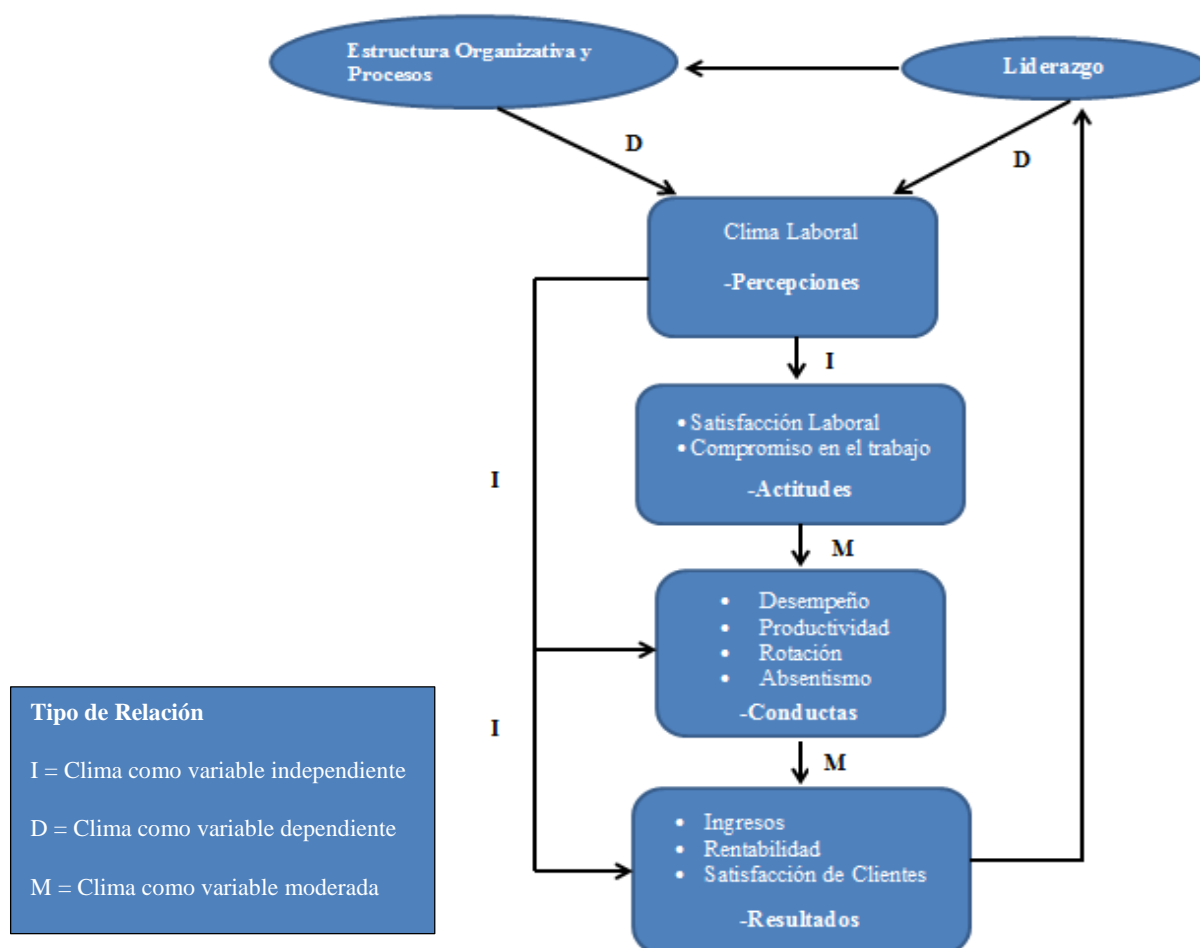 Estructura Organizativa y
Procesos
Liderazgo
D
D
Clima Laboral
-Percepciones
I
• Satisfacción Laboral
• Compromiso en el trabajo
-Actitudes
I
M
• Desempeño
• Productividad
• Rotación
• Absentismo
-Conductas
I
M
• Ingresos
• Rentabilidad
• Satisfacción de Clientes
-Resultados
Tipo de Relación
I = Clima como variable independiente
D = Clima como variable dependiente
M = Clima como variable moderada